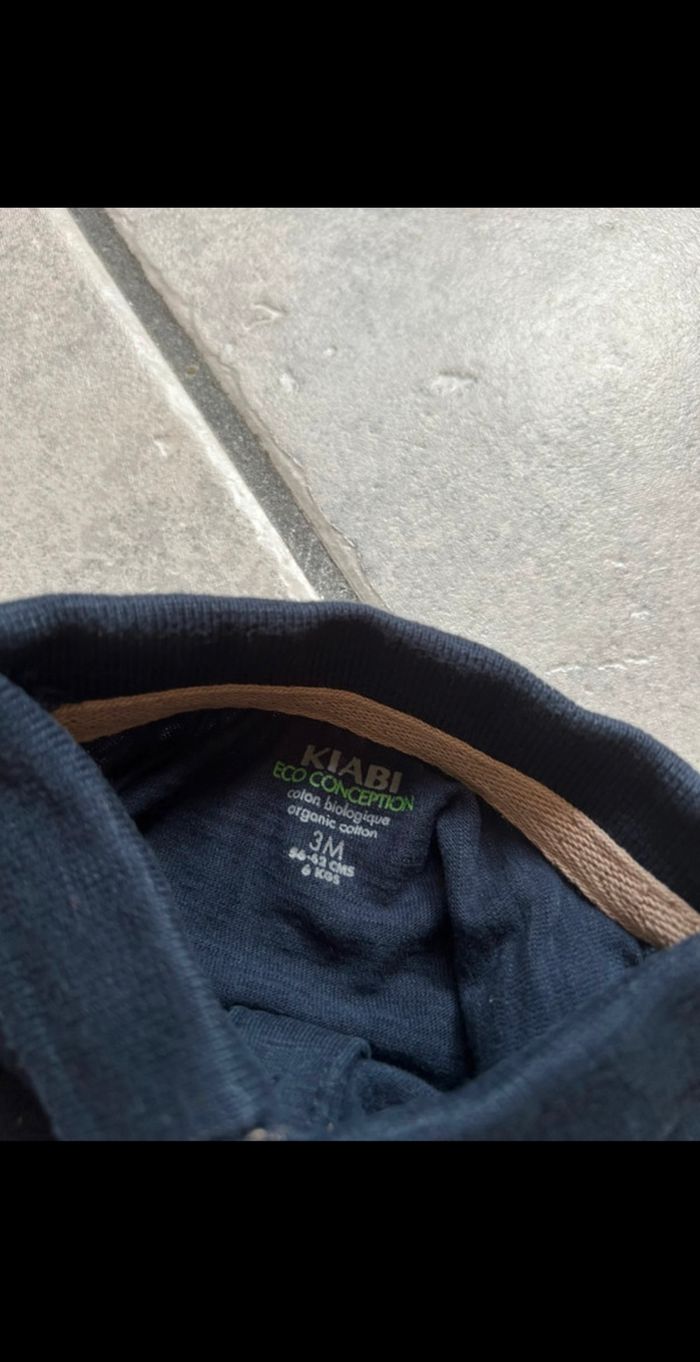 KIABI
ECO CONCEPTION
coton biologique
organic cotton
3M
56-62 CMS
6 KGS